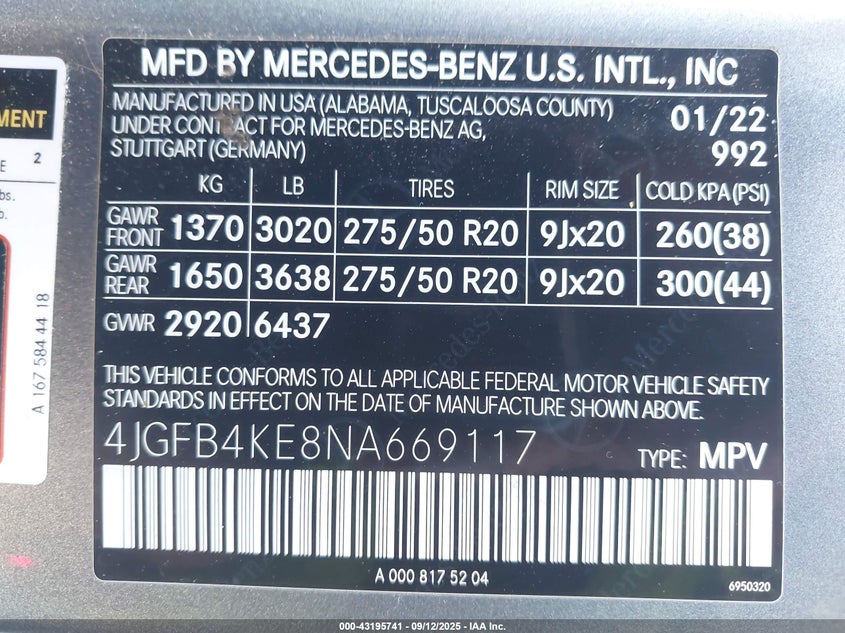 MENT
E 2
bs.
b.
A 167 584 44 18
MFD BY MERCEDES-BENZ U.S. INTL., INC
MANUFACTURED IN USA (ALABAMA, TUSCALOOSA COUNTY)
UNDER CONTRACT FOR MERCEDES-BENZ AG,
STUTTGART (GERMANY)
01/22
992
KG LB TIRES RIM SIZE COLD KPA (PSI)
GAWR FRONT 1370 3020 275/50 R20 9Jx20 260(38)
GAWR REAR 1650 3638 275/50 R20 9Jx20 300(44)
GVWR 2920 6437
THIS VEHICLE CONFORMS TO ALL APPLICABLE FEDERAL MOTOR VEHICLE SAFETY
STANDARDS IN EFFECT ON THE DATE OF MANUFACTURE SHOWN ABOVE.
4JGFB4KE8NA669117 TYPE: MPV
A 000 817 52 04
6950320
000-43195741 - 09/12/2025 - IAA Inc.